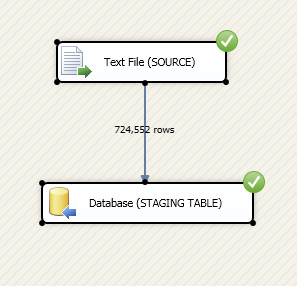 Text File (SOURCE)
724,552 rows
Database (STAGING TABLE)